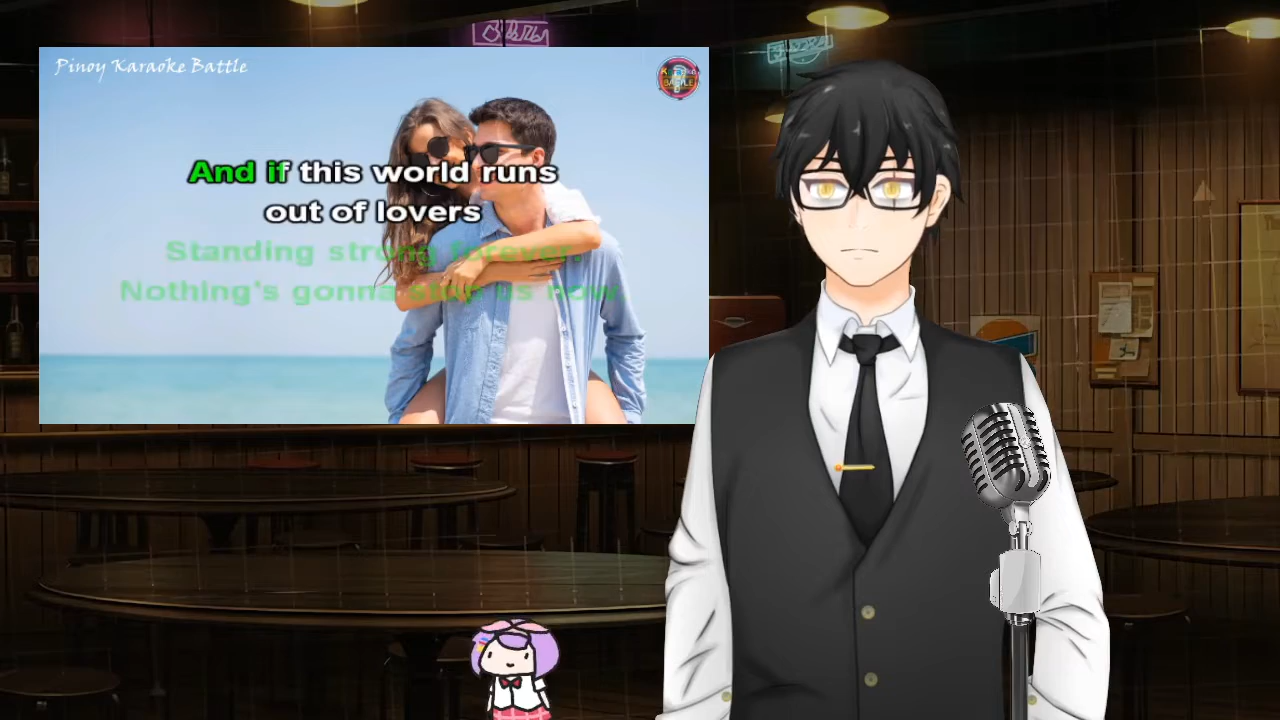 Pinoy Karaoke Battle
And if this world runs
out of lovers
Standing strong forever,
Nothing's gonna stop us now.